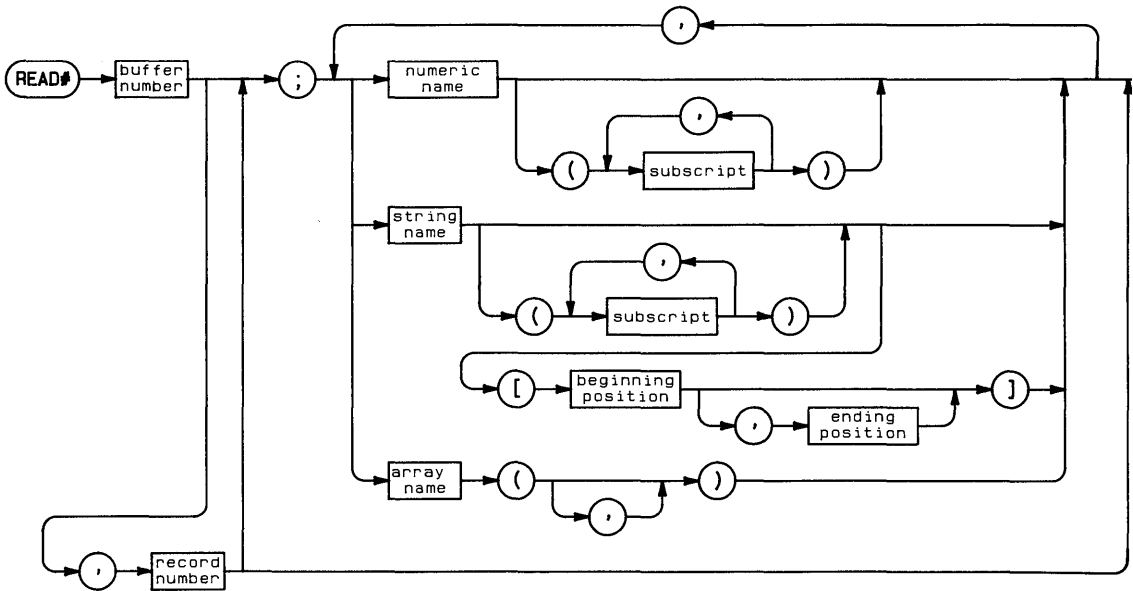 ,
READ#
buffer
number
;
numeric
name
,
(
subscript
)
string
name
,
(
subscript
)
[
beginning
position
]
,
ending
position
array
name
(
)
,
,
record
number